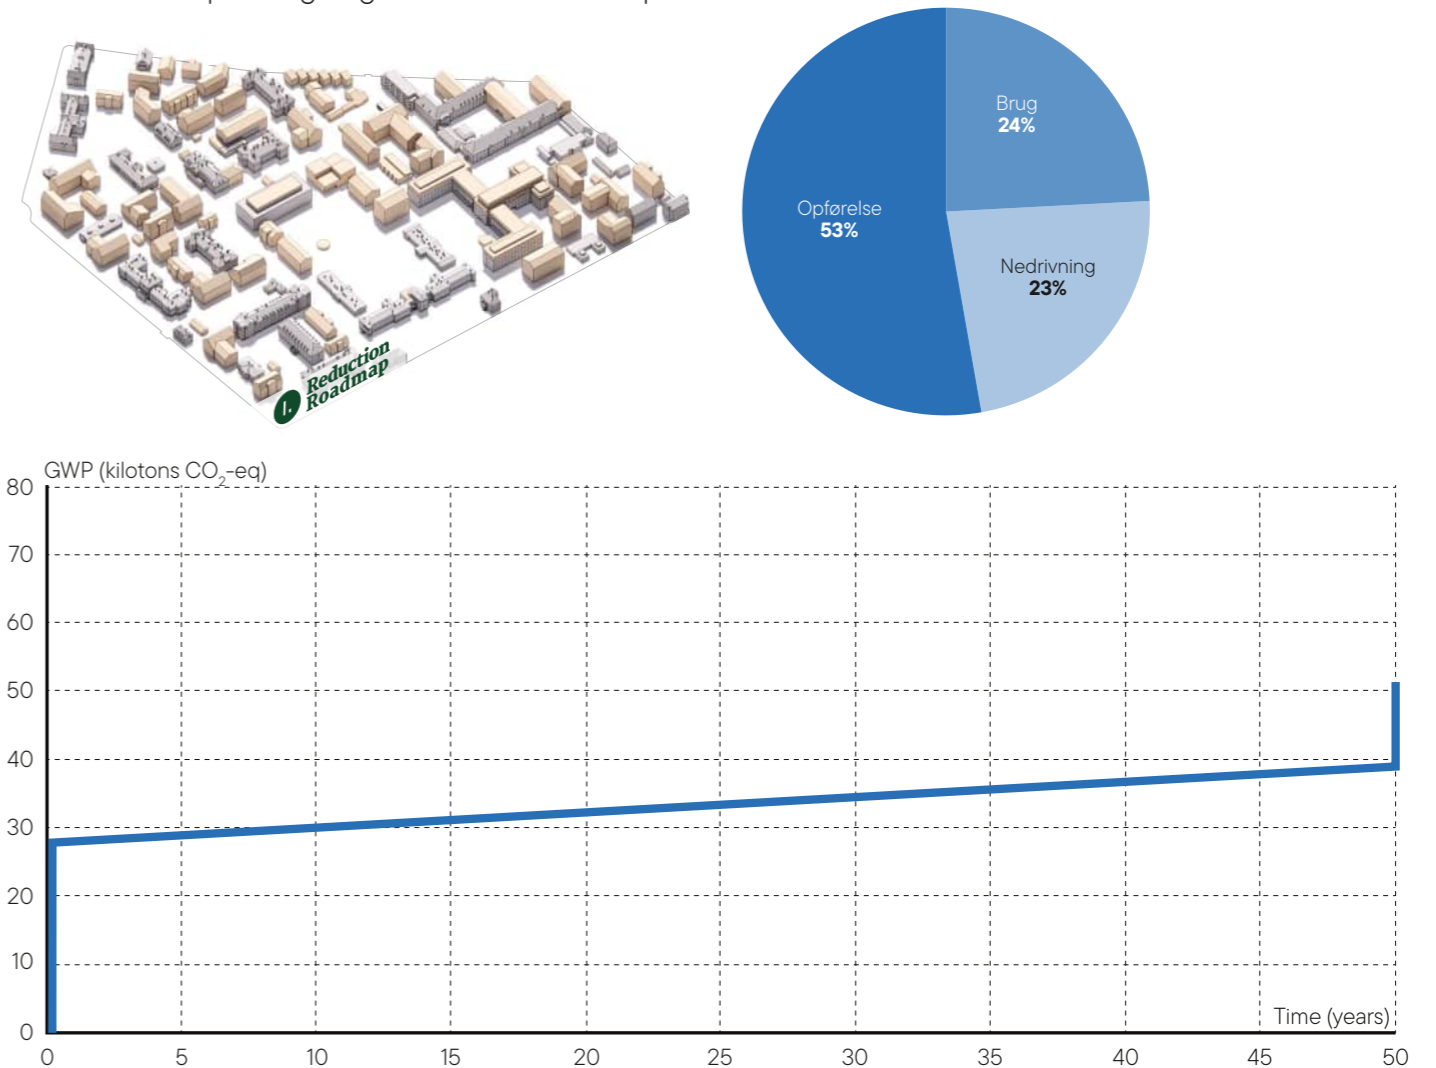 Reduction
Roadmap
1.
Brug
24%
Opførelse
53%
Nedrivning
23%
GWP (kilotons CO₂-eq)
80
70
60
50
40
30
20
10
0
Time (years)
0 5 10 15 20 25 30 35 40 45 50